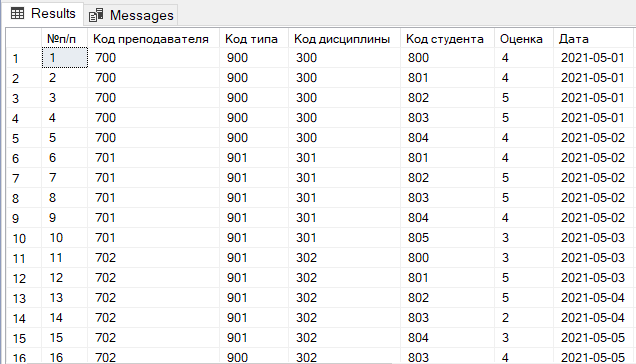 Results Messages
№п/п Код преподавателя Код типа Код дисциплины Код студента Оценка Дата
1 1 700 900 300 800 4 2021-05-01
2 2 700 900 300 801 4 2021-05-01
3 3 700 900 300 802 5 2021-05-01
4 4 700 900 300 803 5 2021-05-01
5 5 700 900 300 804 4 2021-05-02
6 6 701 901 301 801 4 2021-05-02
7 7 701 901 301 802 5 2021-05-02
8 8 701 901 301 803 5 2021-05-02
9 9 701 901 301 804 4 2021-05-02
10 10 701 901 301 805 3 2021-05-03
11 11 702 901 302 800 3 2021-05-03
12 12 702 901 302 801 5 2021-05-03
13 13 702 901 302 802 5 2021-05-04
14 14 702 901 302 803 2 2021-05-04
15 15 702 901 302 804 3 2021-05-05
16 16 702 900 302 803 4 2021-05-05